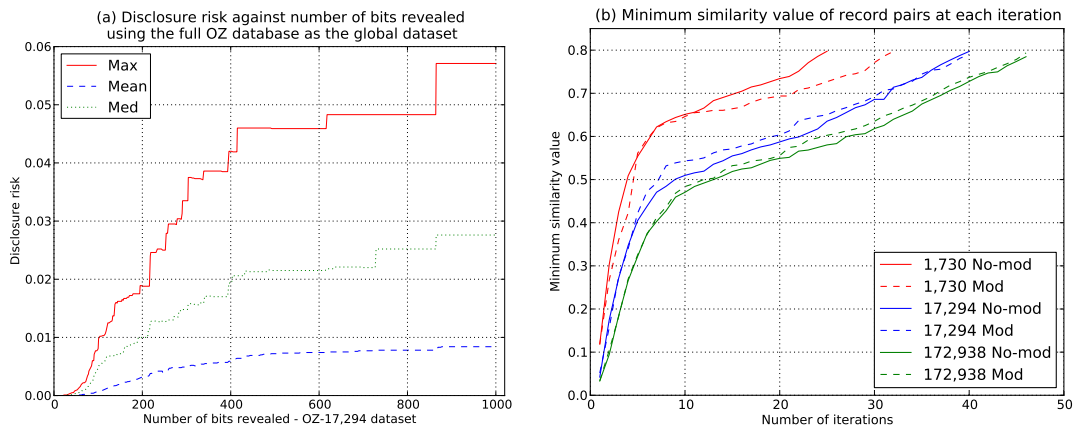 (a) Disclosure risk against number of bits revealed
using the full OZ database as the global dataset
0.06
0.05
0.04
0.03
0.02
0.01
0.00
Disclosure risk
Max
Mean
Med
0
200
400
600
800
1000
Number of bits revealed - OZ-17,294 dataset
(b) Minimum similarity value of record pairs at each iteration
0.8
0.7
0.6
0.5
0.4
0.3
0.2
0.1
0.0
Minimum similarity value
1,730 No-mod
1,730 Mod
17,294 No-mod
17,294 Mod
172,938 No-mod
172,938 Mod
0
10
20
30
40
50
Number of iterations